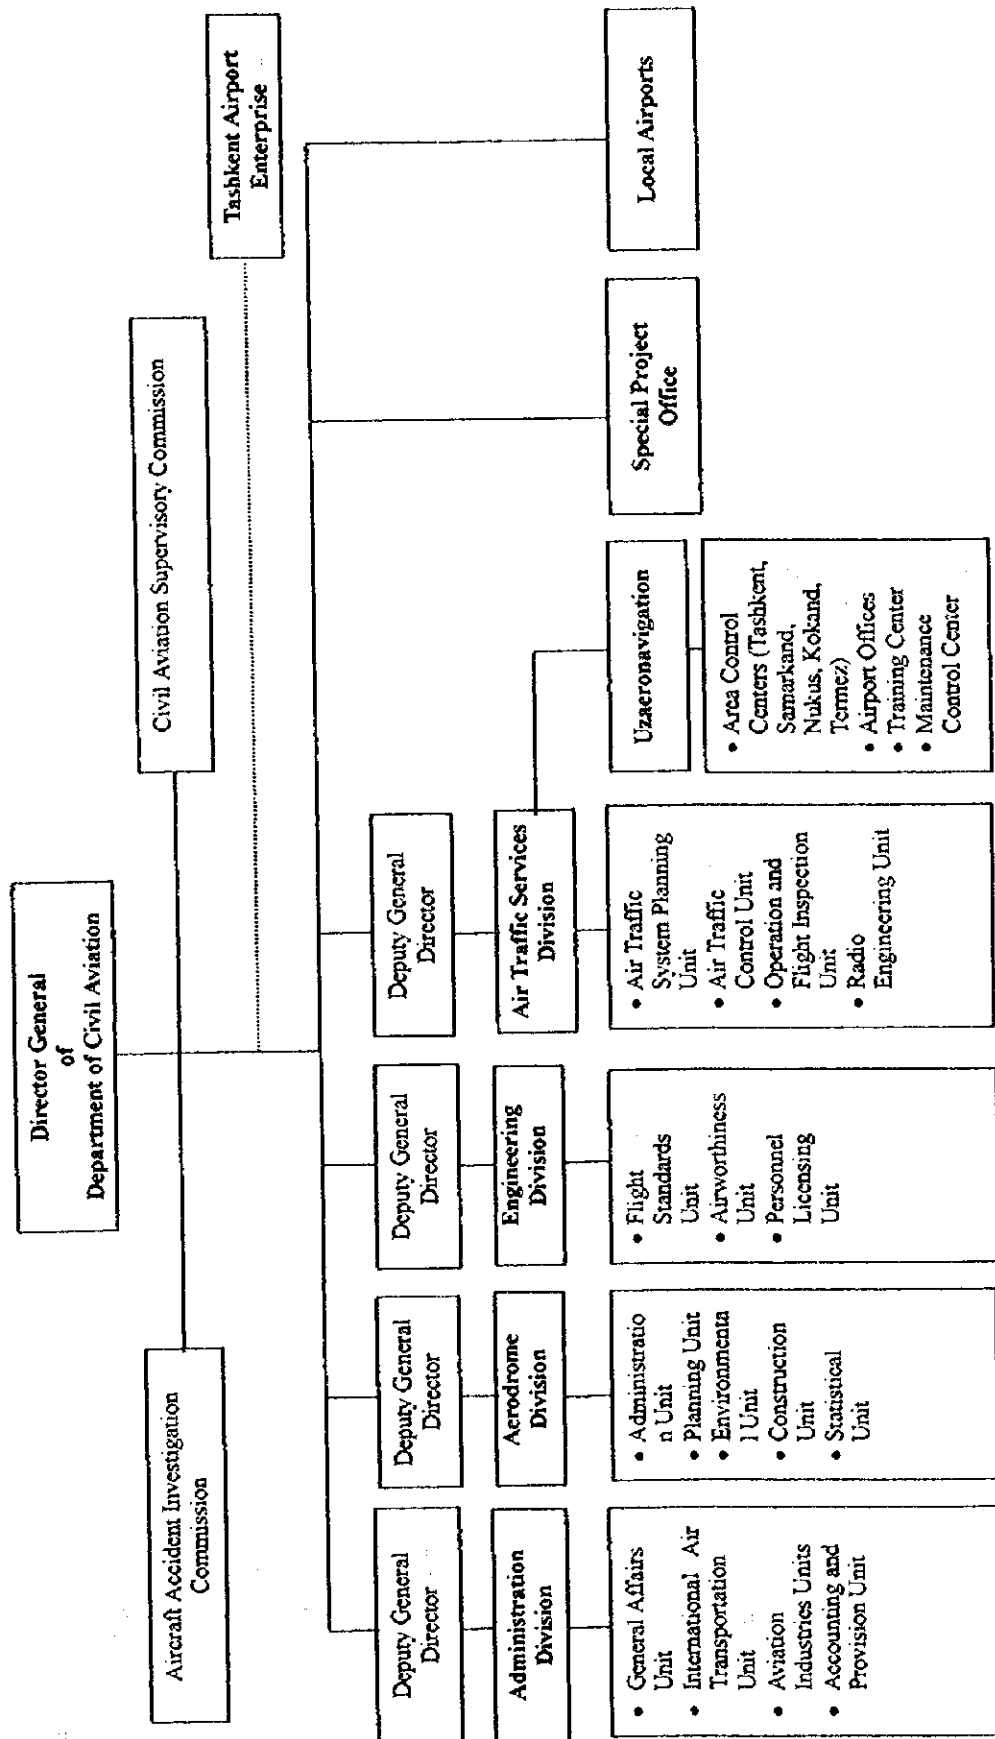 Director General
of
Department of Civil Aviation
Aircraft Accident Investigation
Commission
Civil Aviation Supervisory Commission
Tashkent Airport
Enterprise
Deputy General
Director
Deputy General
Director
Deputy General
Director
Deputy General
Director
Administration
Division
Aerodrome
Division
Engineering
Division
Air Traffic Services
Division
Uzaeronavigation
Special Project
Office
Local Airports
• General Affairs
Unit
• International Air
Transportation
Unit
• Aviation
Industries Units
• Accounting and
Provision Unit
• Administratio
n Unit
• Planning Unit
• Environmenta
l Unit
• Construction
Unit
• Statistical
Unit
• Flight
Standards
Unit
• Airworthiness
Unit
• Personnel
Licensing
Unit
• Air Traffic
System Planning
Unit
• Air Traffic
Control Unit
• Operation and
Flight Inspection
Unit
• Radio
Engineering Unit
• Area Control
Centers (Tashkent,
Samarkand,
Nukus, Kokand,
Termez)
• Airport Offices
• Training Center
• Maintenance
Control Center